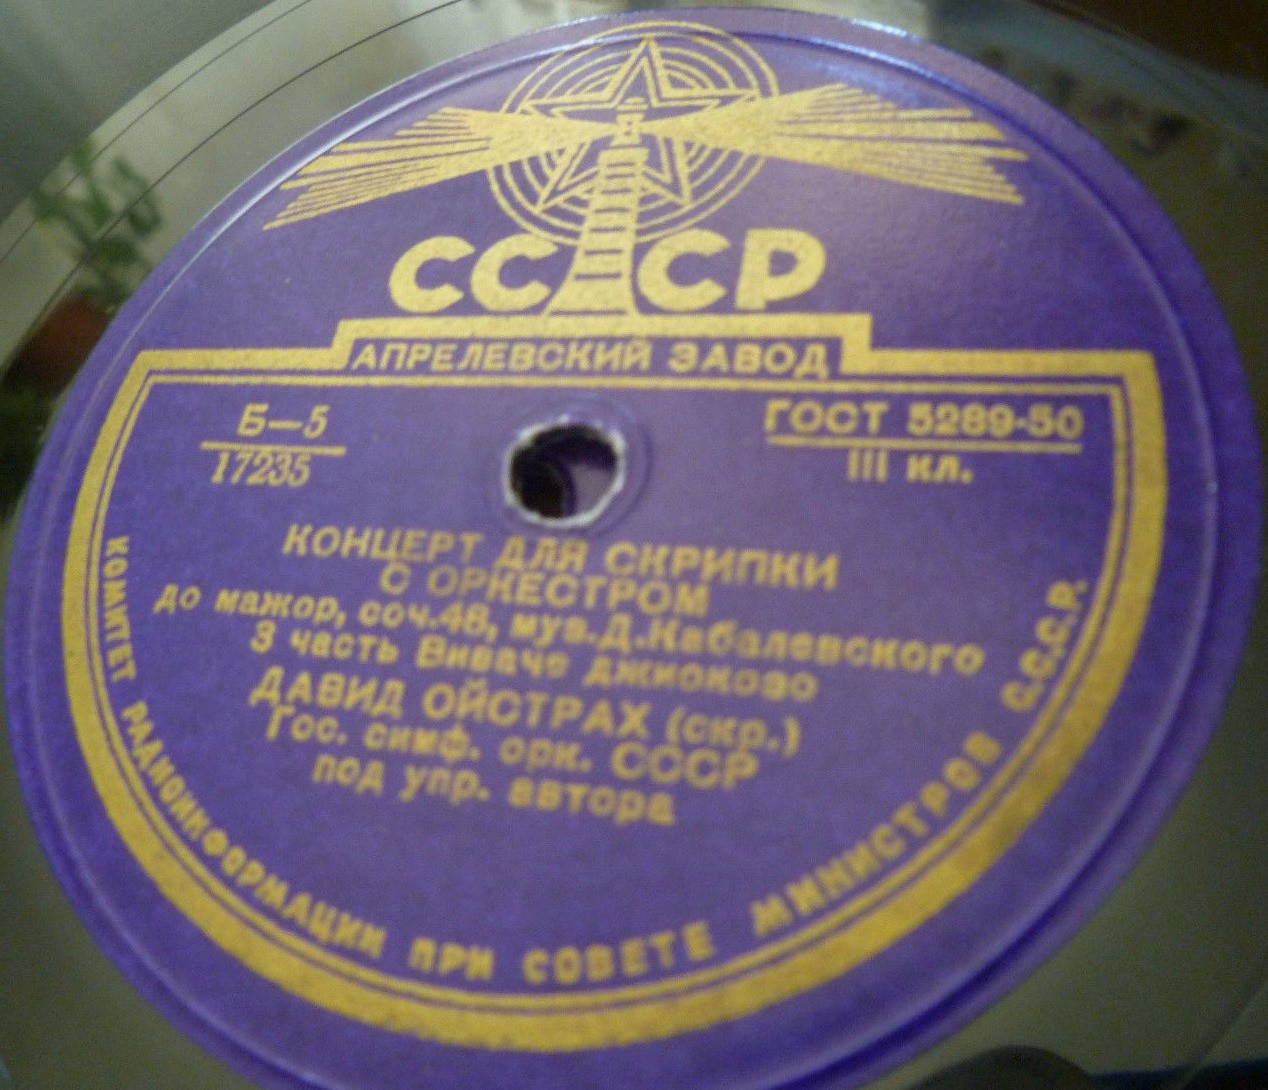 СССР
АПРЕЛЕВСКИЙ ЗАВОД
Б—5
17235
ГОСТ 5289-50
III кл.
КОНЦЕРТ ДЛЯ СКРИПКИ
С ОРКЕСТРОМ
до мажор, соч.48, муз.Д.Кабалевского
3 часть Виваче джиокозо
ДАВИД ОЙСТРАХ (скр.)
Гос. симф. орк. СССР
под упр. автора
КОМИТЕТ РАДИОИНФОРМАЦИИ ПРИ СОВЕТЕ МИНИСТРОВ С.С.С.Р.